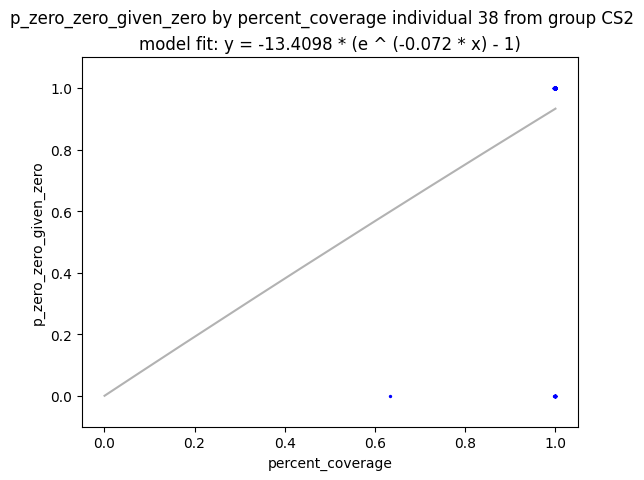 p_zero_zero_given_zero by percent_coverage individual 38 from group CS2
model fit: y = -13.4098 * (e ^ (-0.072 * x) - 1)
1.0
0.8
0.6
0.4
0.2
0.0
p_zero_zero_given_zero
0.0 0.2 0.4 0.6 0.8 1.0
percent_coverage